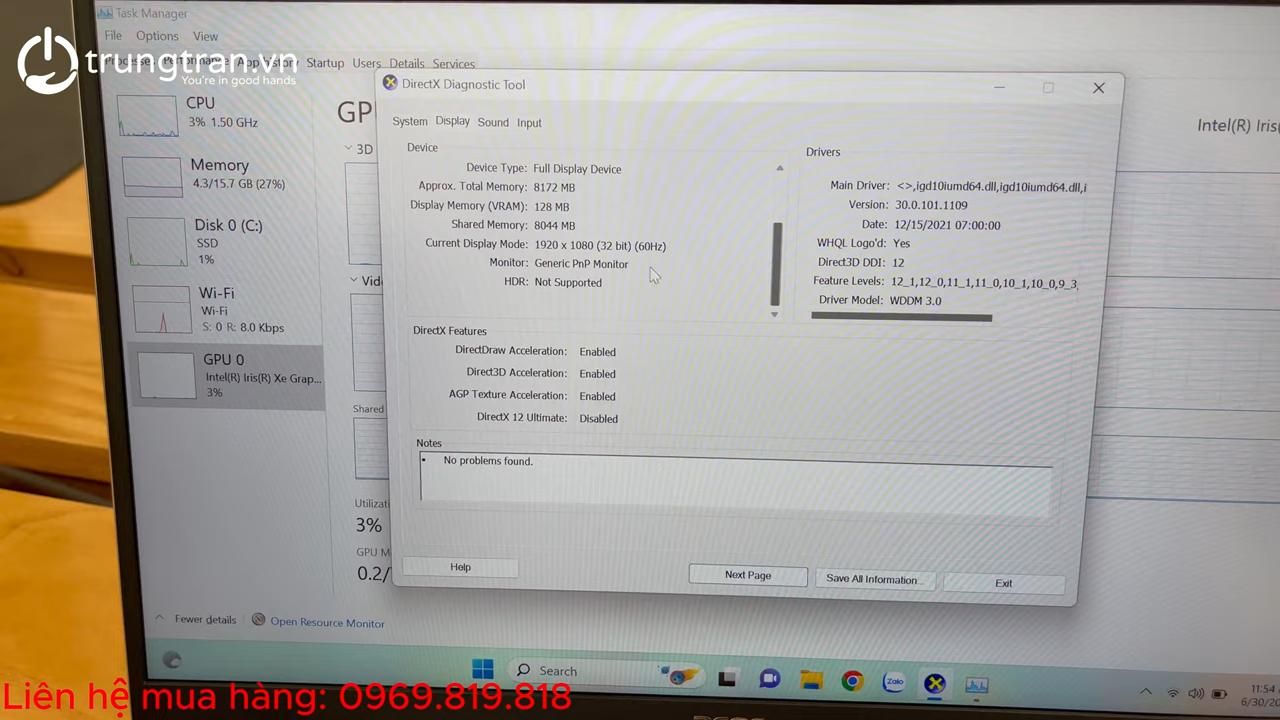 Task Manager
File Options View
trungtran.vn
You're in good hands
Startup Users Details Services
CPU
3% 1.50 GHz
Memory
4.3/15.7 GB (27%)
Disk 0 (C:)
SSD
1%
Wi-Fi
Wi-Fi
S: 0 R: 8.0 Kbps
GPU 0
Intel(R) Iris(R) Xe Grap...
3%
3D
Shared
3%
0.2/
Intel(R) Iris
DirectX Diagnostic Tool
System Display Sound Input
Device
Device Type: Full Display Device
Approx. Total Memory: 8172 MB
Display Memory (VRAM): 128 MB
Shared Memory: 8044 MB
Current Display Mode: 1920 x 1080 (32 bit) (60Hz)
Monitor: Generic PnP Monitor
HDR: Not Supported
Drivers
Main Driver: <>,igd10iumd64.dll,igd10iumd64.dll,i
Version: 30.0.101.1109
Date: 12/15/2021 07:00:00
WHQL Logo'd: Yes
Direct3D DDI: 12
Feature Levels: 12_1,12_0,11_1,11_0,10_1,10_0,9_3,
Driver Model: WDDM 3.0
DirectX Features
DirectDraw Acceleration: Enabled
Direct3D Acceleration: Enabled
AGP Texture Acceleration: Enabled
DirectX 12 Ultimate: Disabled
Notes
• No problems found.
Help
Next Page
Save All Information...
Exit
Fewer details
Open Resource Monitor
Search
Zalo
11:54
6/30/20
Liên hệ mua hàng: 0969.819.818